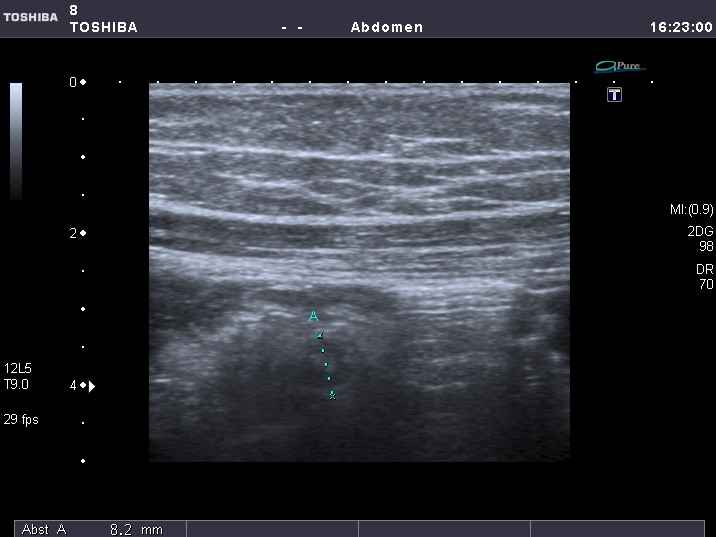 TOSHIBA
8
TOSHIBA - - Abdomen 16:23:00
aPure
T
0
2
4
A
MI:(0.9)
2DG
98
DR
70
12L5
T9.0
29 fps
Abst A 8.2 mm